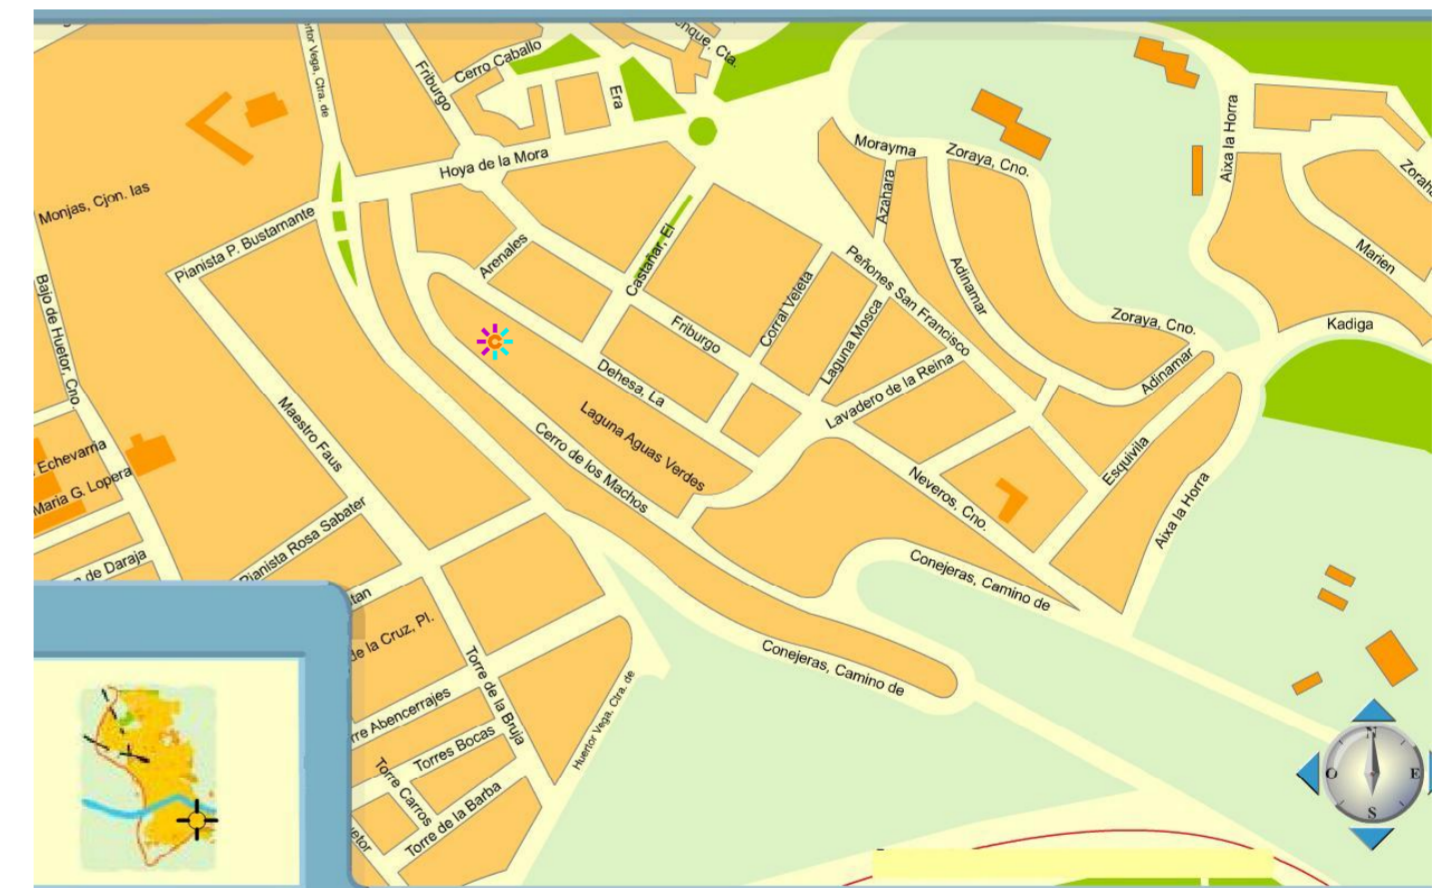 Cta.
Cerro Caballo
Friburgo
Era
Hoya de la Mora
Morayma
Zoraya, Cno.
Aixa la Horra
Azahara
Monjas, Cjon. las
Pianista P. Bustamante
Arenales
Castañar, El
Marien
Peñones San Francisco
Adinamar
Corral Veleta
Bajo de Huetor, Cno.
Laguna Mosca
Friburgo
Zoraya, Cno.
Kadiga
Dehesa, La
Lavadero de la Reina
Adinamar
Maestro Faus
Laguna Aguas Verdes
Cerro de los Machos
Echevarria
Maria G. Lopera
Neveros, Cno.
Esquivila
Aixa la Horra
Pianista Rosa Sabater
de Daraja
Conejeras, Camino de
de la Cruz, Pl.
Conejeras, Camino de
Torre de la Bruja
Huertor Vega, Ctra. de
Abencerrajes
Torres Bocas
Torre Carros
Torre de la Barba
N
O
E
S